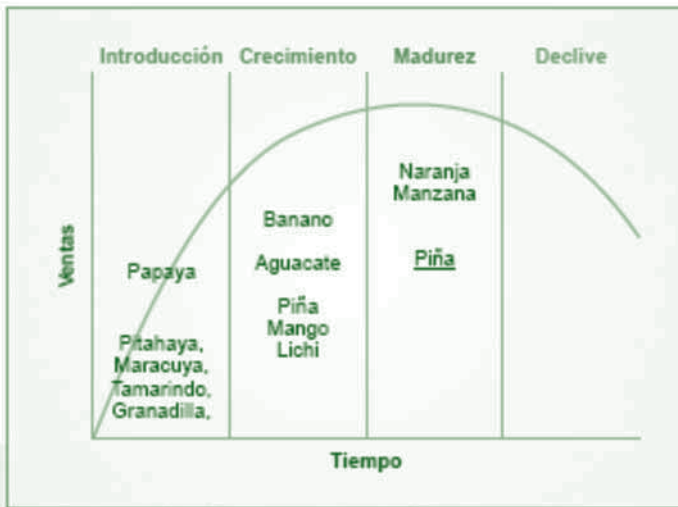 Introducción Crecimiento Madurez Declive
Naranja
Manzana
Banano
Aguacate
Piña
Papaya
Piña
Mango
Lichi
Pitahaya,
Maracuya,
Tamarindo,
Granadilla,
Ventas
Tiempo